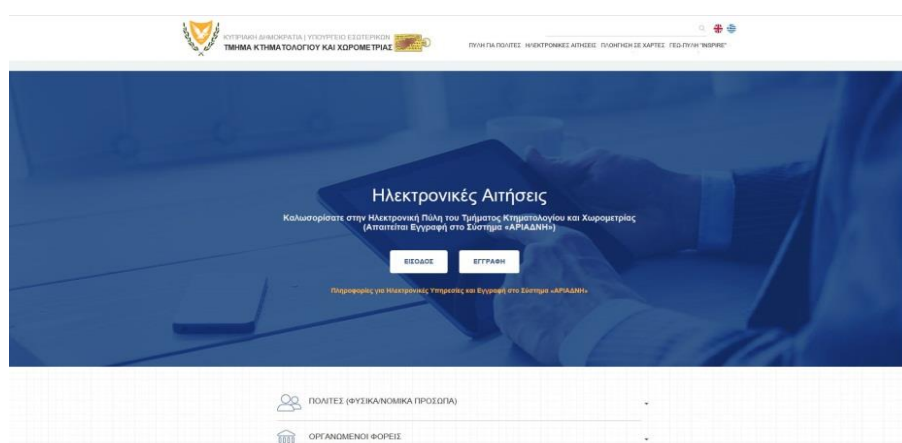 ΚΥΠΡΙΑΚΗ ΔΗΜΟΚΡΑΤΙΑ | ΥΠΟΥΡΓΕΙΟ ΕΣΩΤΕΡΙΚΩΝ
ΤΜΗΜΑ ΚΤΗΜΑΤΟΛΟΓΙΟΥ ΚΑΙ ΧΩΡΟΜΕΤΡΙΑΣ
ΠΥΛΗ ΓΙΑ ΠΟΛΙΤΕΣ ΗΛΕΚΤΡΟΝΙΚΕΣ ΑΙΤΗΣΕΙΣ ΠΛΟΗΓΗΣΗ ΣΕ ΧΑΡΤΕΣ ΓΕΩ-ΠΥΛΗ "INSPIRE"
Ηλεκτρονικές Αιτήσεις
Καλωσορίσατε στην Ηλεκτρονική Πύλη του Τμήματος Κτηματολογίου και Χωρομετρίας
(Απαιτείται Εγγραφή στο Σύστημα «ΑΡΙΑΔΝΗ»)
ΕΙΣΟΔΟΣ ΕΓΓΡΑΦΗ
Πληροφορίες για Ηλεκτρονικές Υπηρεσίες και Εγγραφή στο Σύστημα «ΑΡΙΑΔΝΗ»
ΠΟΛΙΤΕΣ (ΦΥΣΙΚΑ/ΝΟΜΙΚΑ ΠΡΟΣΩΠΑ)
ΟΡΓΑΝΩΜΕΝΟΙ ΦΟΡΕΙΣ